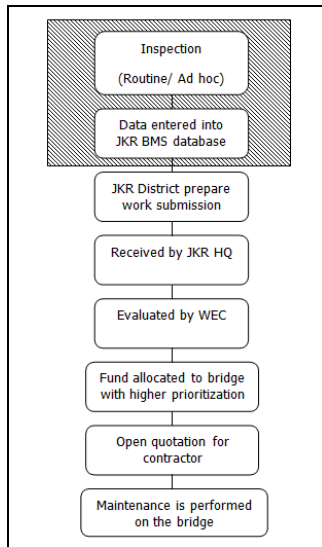 Inspection
(Routine/ Ad hoc)
Data entered into
JKR BMS database
JKR District prepare
work submission
Received by JKR HQ
Evaluated by WEC
Fund allocated to bridge
with higher prioritization
Open quotation for
contractor
Maintenance is performed
on the bridge